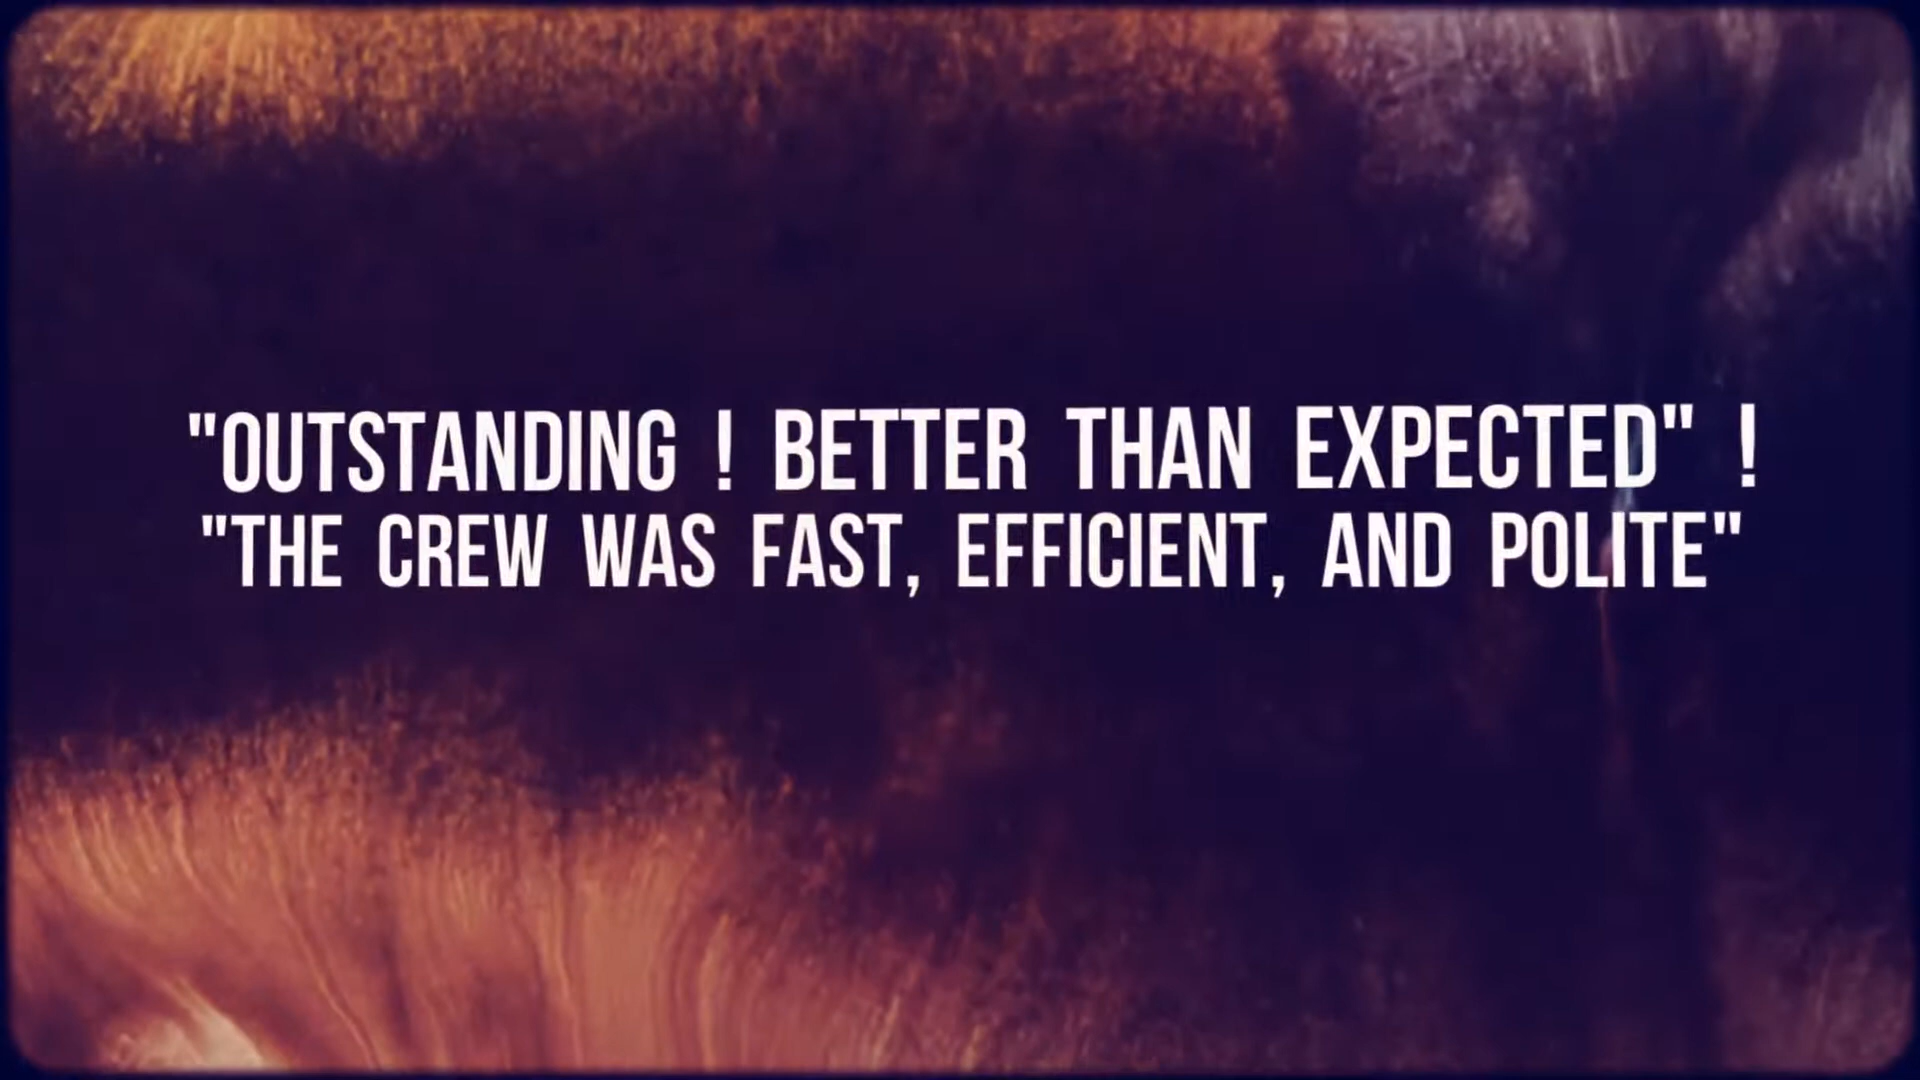 "OUTSTANDING ! BETTER THAN EXPECTED" !
"THE CREW WAS FAST, EFFICIENT, AND POLITE"